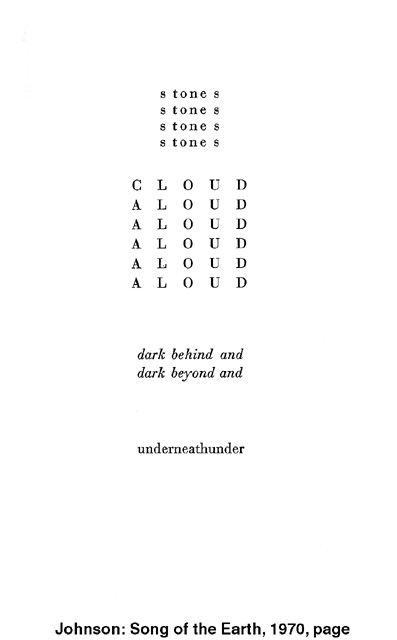 s tone s
s tone s
s tone s
s tone s
C L O U D
A L O U D
A L O U D
A L O U D
A L O U D
A L O U D
dark behind and
dark beyond and
underneathunder
Johnson: Song of the Earth, 1970, page